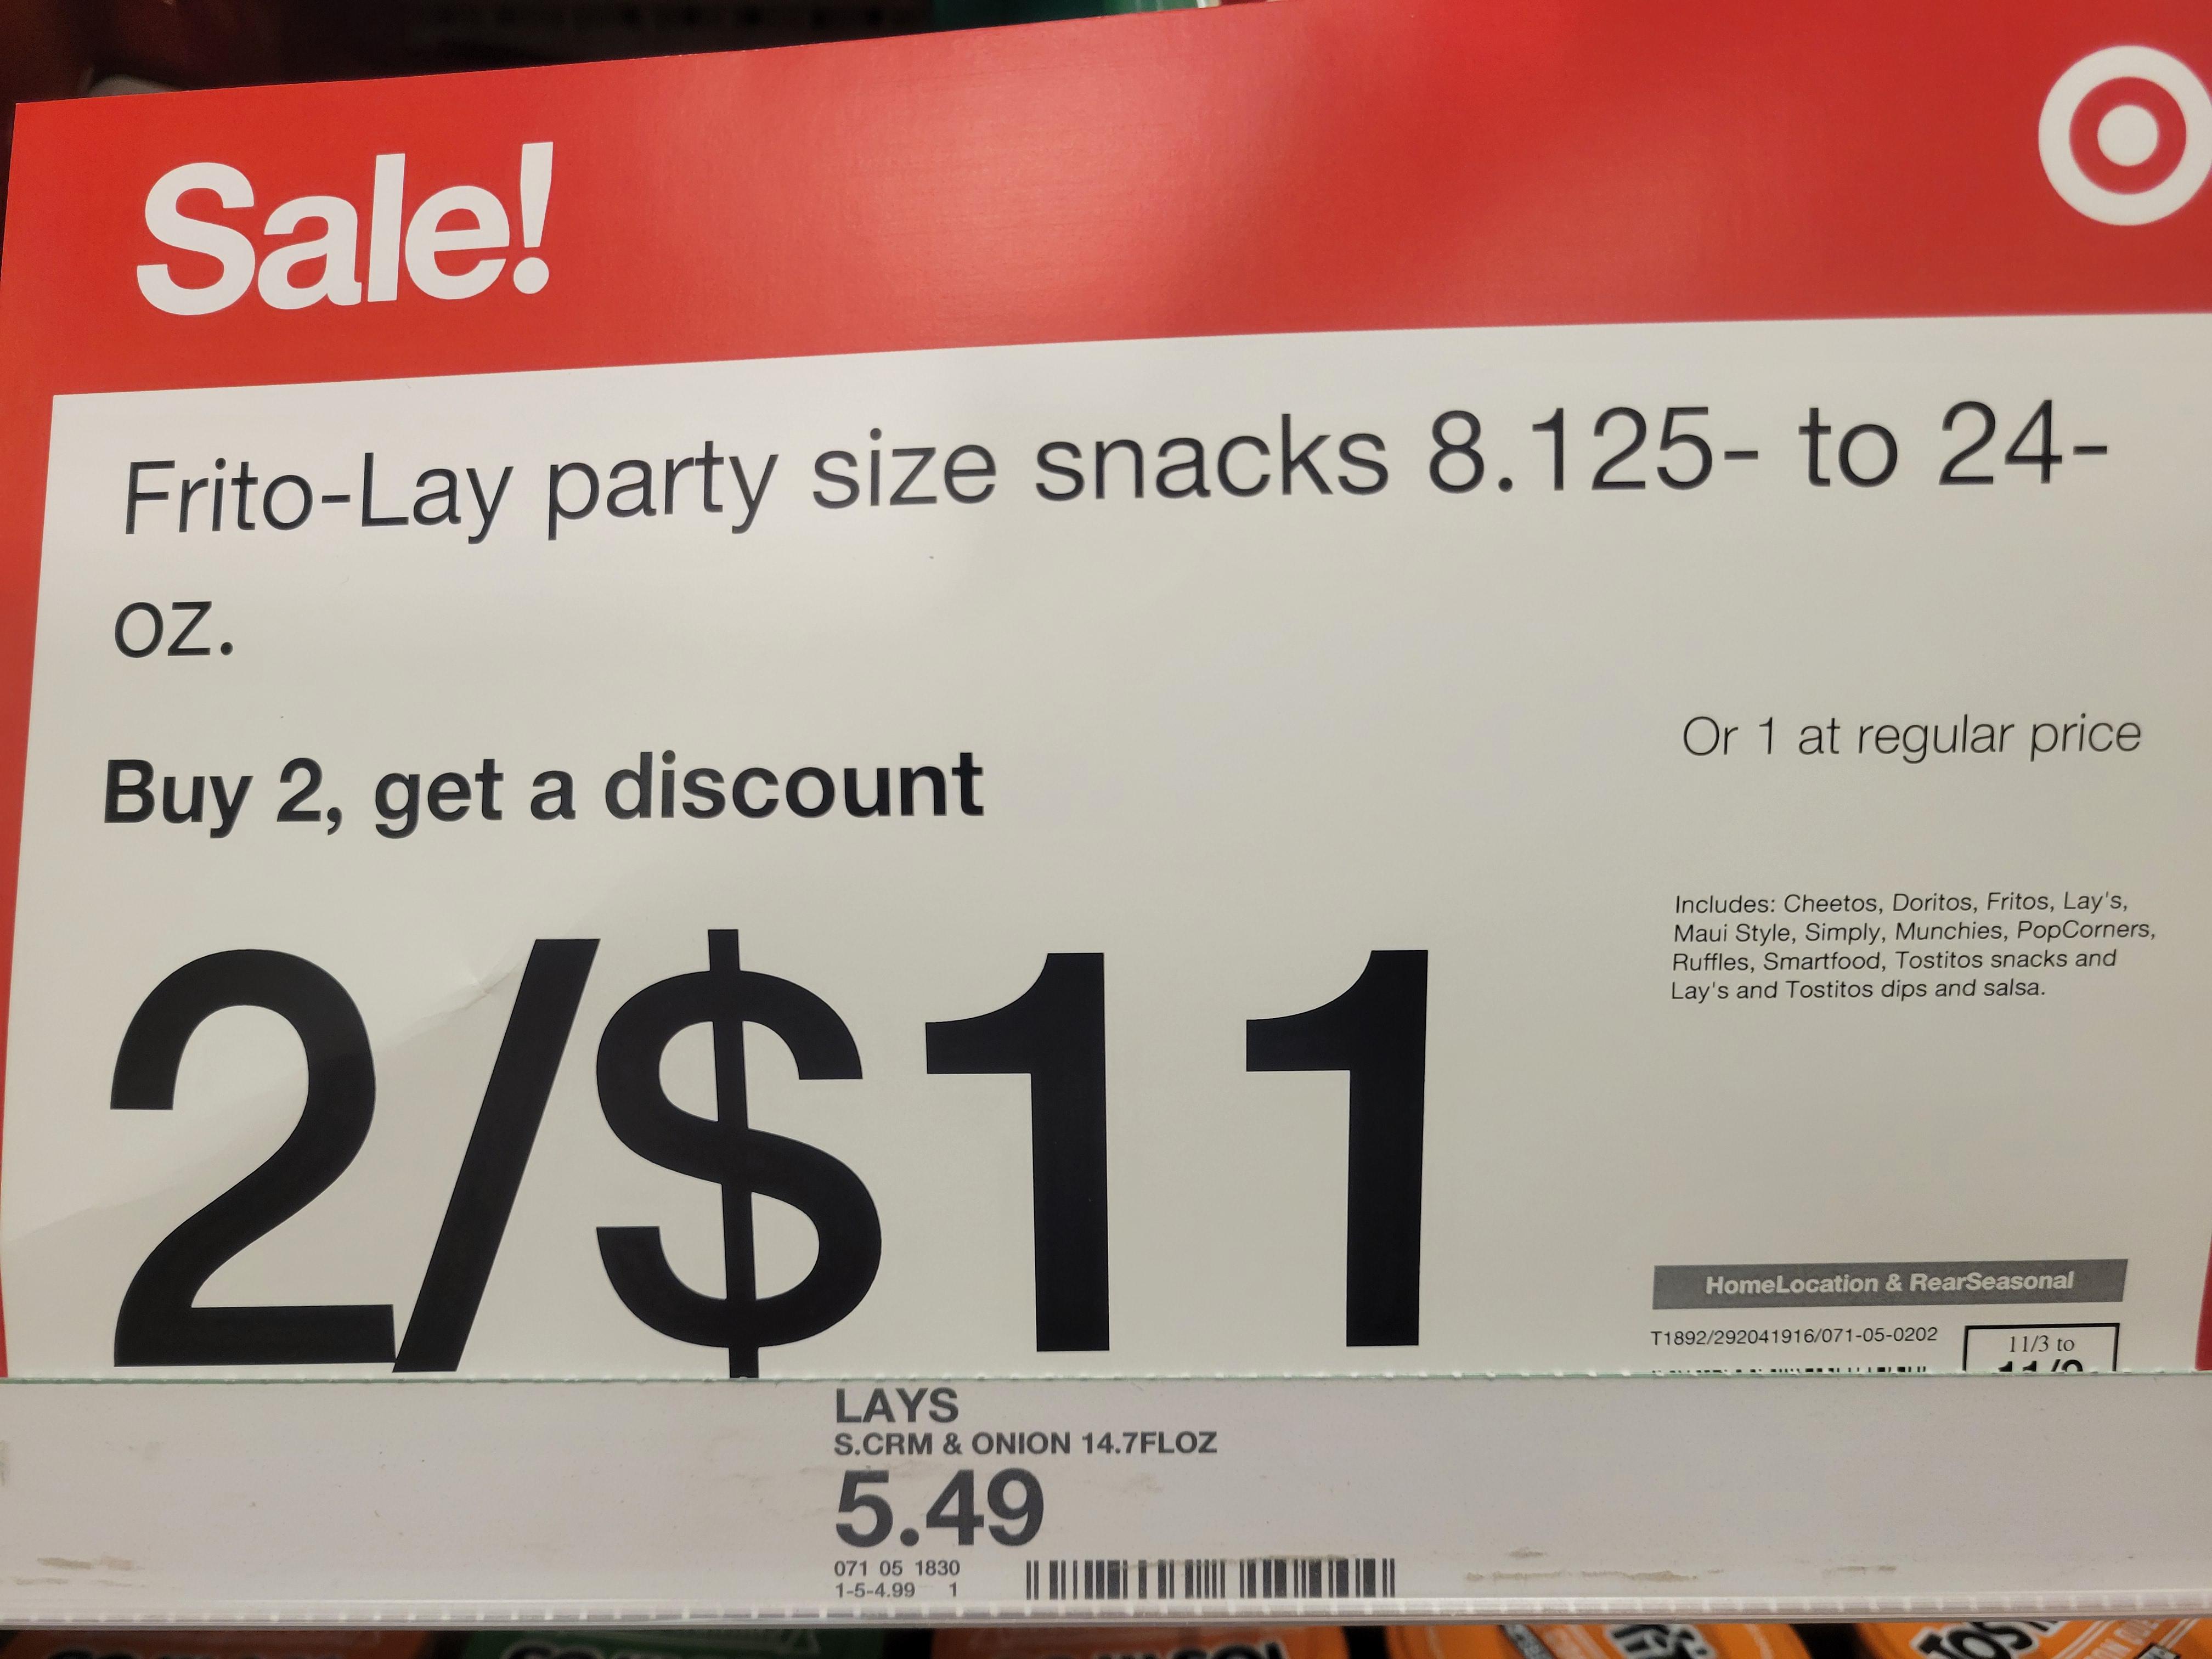 Sale!
Frito-Lay party size snacks 8.125- to 24-
oz.
Buy 2, get a discount
2/$11
Or 1 at regular price
Includes: Cheetos, Doritos, Fritos, Lay's,
Maui Style, Simply, Munchies, PopCorners,
Ruffles, Smartfood, Tostitos snacks and
Lay's and Tostitos dips and salsa.
HomeLocation & RearSeasonal
T1892/292041916/071-05-0202
11/3 to
LAYS
S.CRM & ONION 14.7FLOZ
5.49
071 05 1830
1-5-4.99 1